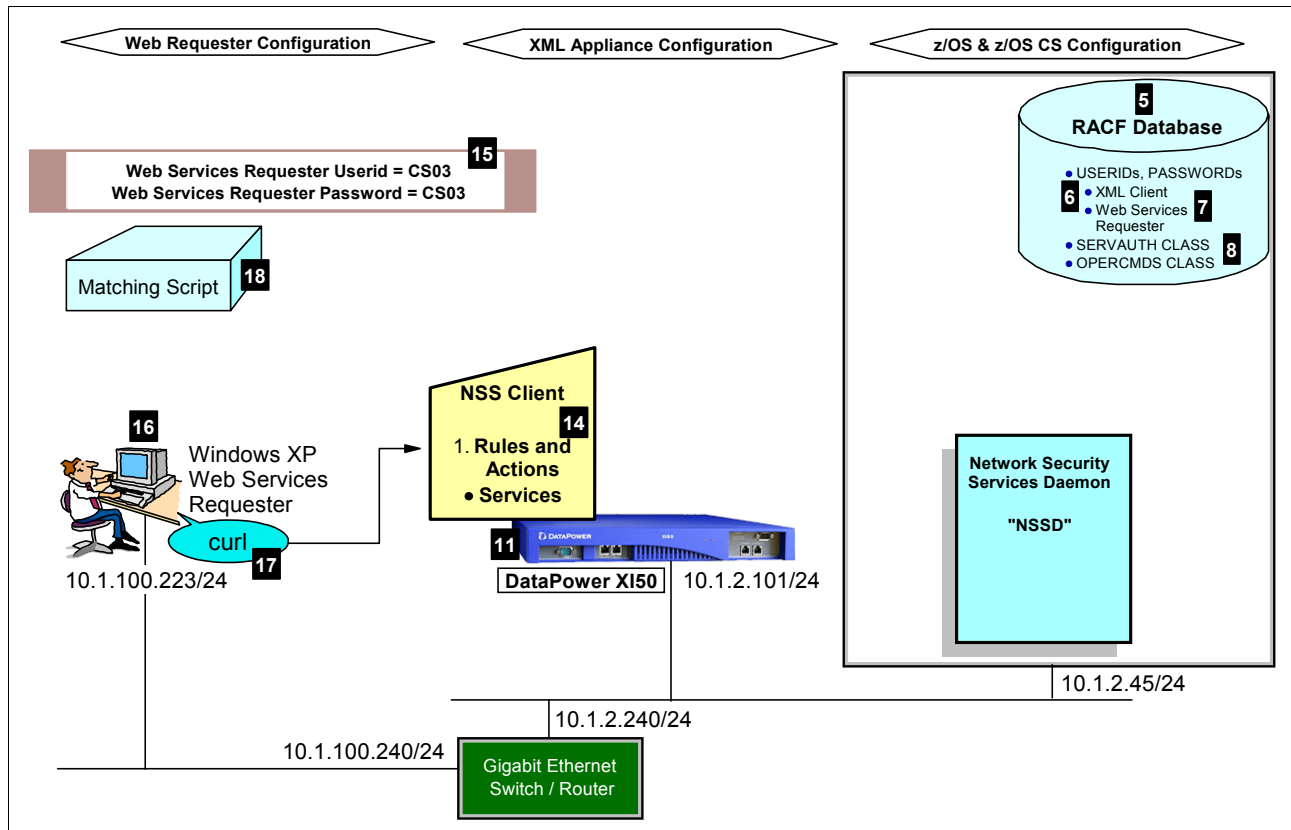 Web Requester Configuration
XML Appliance Configuration
z/OS & z/OS CS Configuration
5
RACF Database
USERIDs, PASSWORDs
6
XML Client
Web Services
Requester
7
SERVAUTH CLASS
OPERCMDS CLASS
8
15
Web Services Requester Userid = CS03
Web Services Requester Password = CS03
Matching Script
18
NSS Client
14
1. Rules and
Actions
Services
16
Windows XP
Web Services
Requester
curl
17
10.1.100.223/24
11
DATAPOWER
XI50
DataPower XI50
10.1.2.101/24
Network Security
Services Daemon
"NSSD"
10.1.2.45/24
10.1.2.240/24
10.1.100.240/24
Gigabit Ethernet
Switch / Router